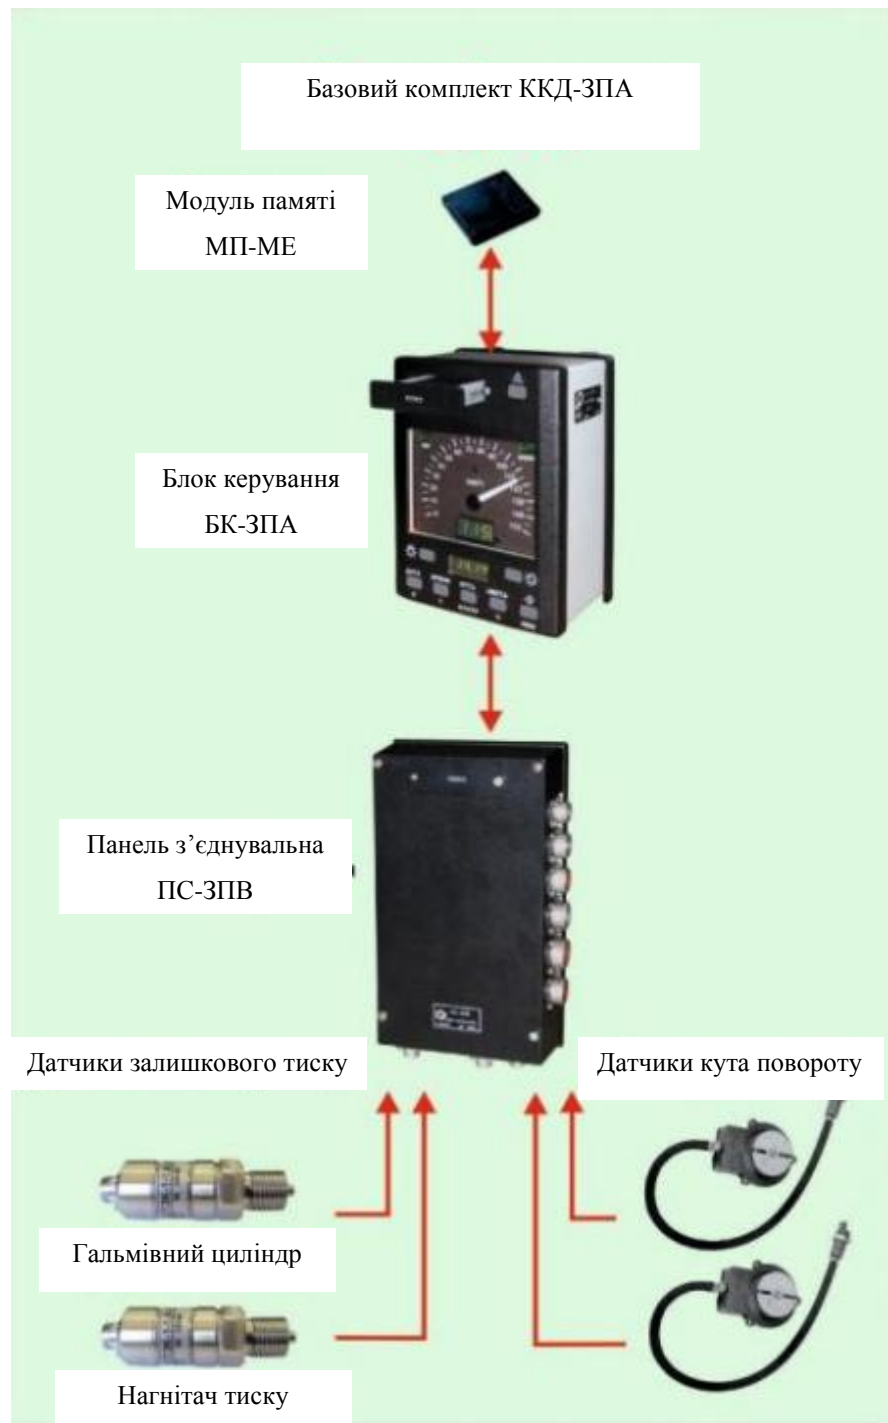 Базовий комплект ККД-ЗПА
Модуль памяті
МП-МЕ
Блок керування
БК-ЗПА
115
Панель з’єднувальна
ПС-ЗПВ
Датчики залишкового тиску
Датчики кута повороту
Гальмівний циліндр
Нагнітач тиску